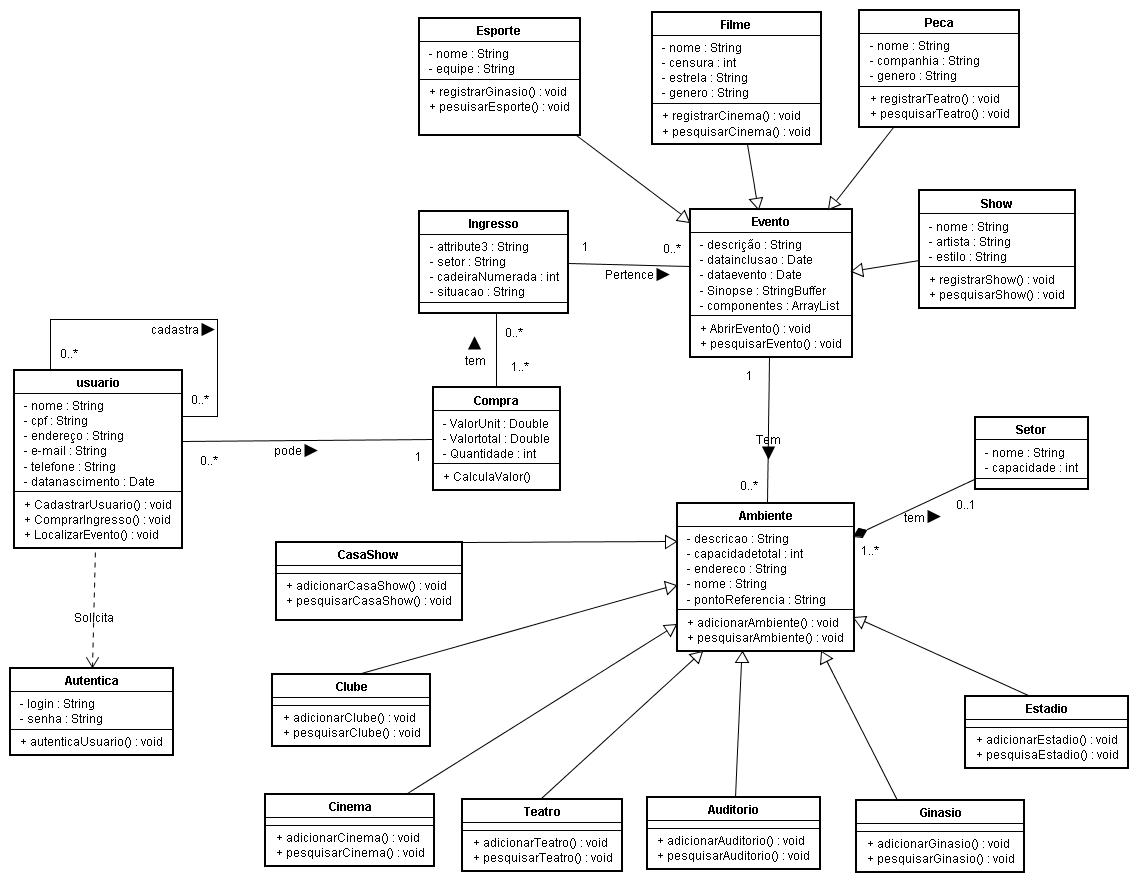 Esporte
- nome : String
- equipe : String
+ registrarGinasio() : void
+ pesuisarEsporte() : void
Filme
- nome : String
- censura : int
- estrela : String
- genero : String
+ registrarCinema() : void
+ pesquisarCinema() : void
Peca
- nome : String
- companhia : String
- genero : String
+ registrarTeatro() : void
+ pesquisarTeatro() : void
Show
- nome : String
- artista : String
- estilo : String
+ registrarShow() : void
+ pesquisarShow() : void
Ingresso
- attribute3 : String
- setor : String
- cadeiraNumerada : int
- situacao : String
1
0..*
Pertence
Evento
- descrição : String
- datainclusao : Date
- dataevento : Date
- Sinopse : StringBuffer
- componentes : ArrayList
+ AbrirEvento() : void
+ pesquisarEvento() : void
cadastra
0..*
0..*
usuario
- nome : String
- cpf : String
- endereço : String
- e-mail : String
- telefone : String
- datanascimento : Date
+ CadastrarUsuario() : void
+ ComprarIngresso() : void
+ LocalizarEvento() : void
0..*
pode
1
0..*
tem
1..*
Compra
- ValorUnit : Double
- Valortotal : Double
- Quantidade : int
+ CalculaValor()
1
Tem
0..*
Setor
- nome : String
- capacidade : int
0..1
tem
1..*
Ambiente
- descricao : String
- capacidadetotal : int
- endereco : String
- nome : String
- pontoReferencia : String
+ adicionarAmbiente() : void
+ pesquisarAmbiente() : void
CasaShow
+ adicionarCasaShow() : void
+ pesquisarCasaShow() : void
Solicita
Autentica
- login : String
- senha : String
+ autenticaUsuario() : void
Clube
+ adicionarClube() : void
+ pesquisarClube() : void
Estadio
+ adicionarEstadio() : void
+ pesquisaEstadio() : void
Cinema
+ adicionarCinema() : void
+ pesquisarCinema() : void
Teatro
+ adicionarTeatro() : void
+ pesquisarTeatro() : void
Auditorio
+ adicionarAuditorio() : void
+ pesquisarAuditorio() : void
Ginasio
+ adicionarGinasio() : void
+ pesquisarGinasio() : void